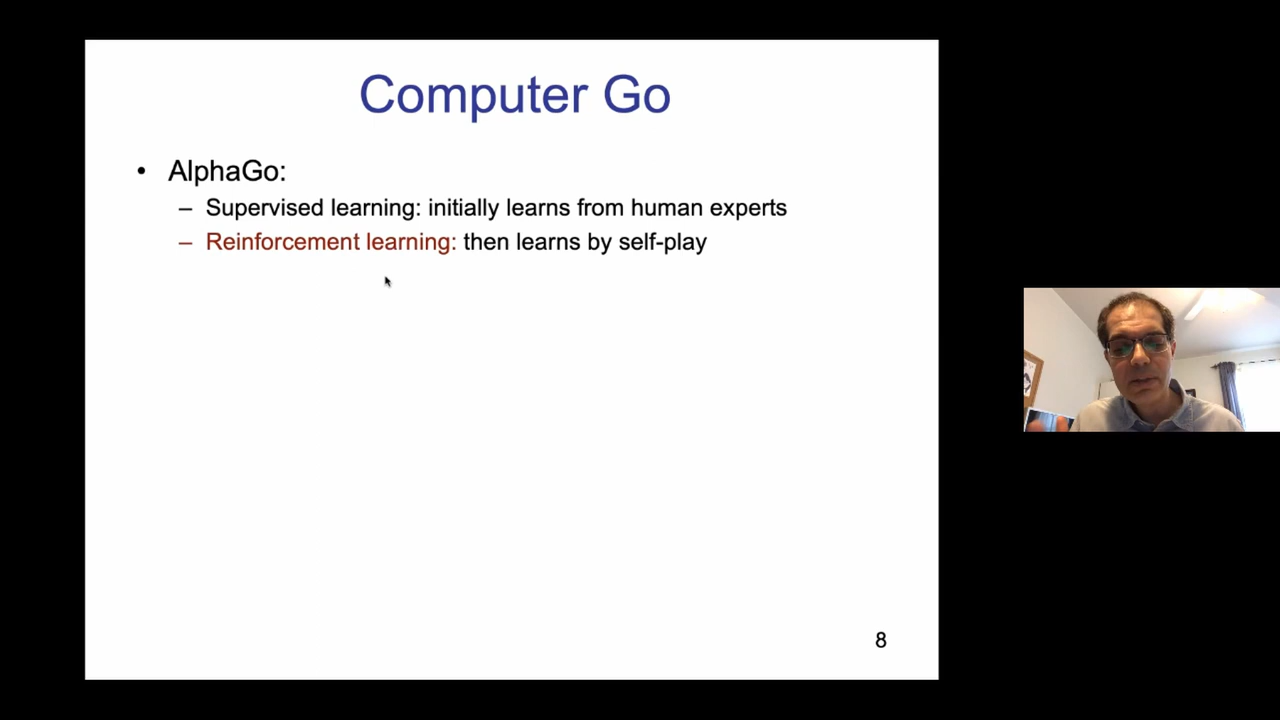 Computer Go
• AlphaGo:
– Supervised learning: initially learns from human experts
– Reinforcement learning: then learns by self-play
8